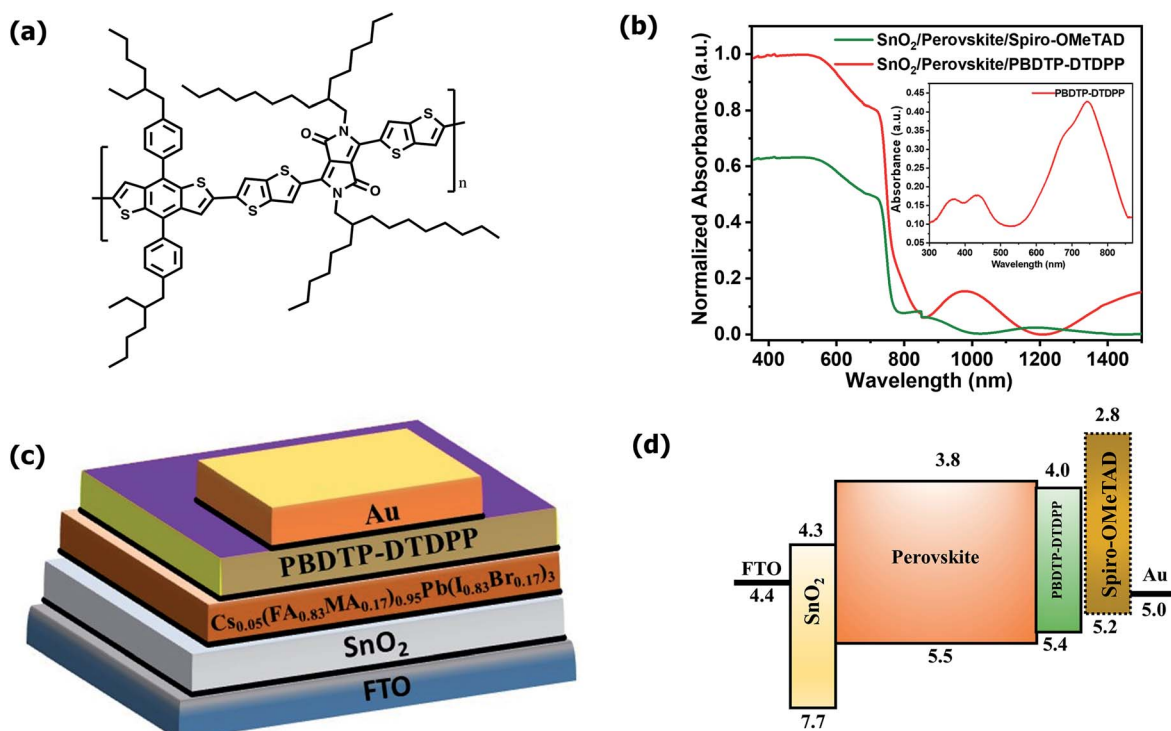 (a)
N
O
S
S
S
S
S
O
N
S
n
(b)
SnO₂/Perovskite/Spiro-OMeTAD
SnO₂/Perovskite/PBDTP-DTDPP
Normalized Absorbance (a.u.)
1.0
0.8
0.6
0.4
0.2
0.0
400 600 800 1000 1200 1400
Wavelength (nm)
PBDTP-DTDPP
Absorbance (a.u.)
0.45
0.40
0.35
0.30
0.25
0.20
0.15
0.10
0.05
300 400 500 600 700 800
Wavelength (nm)
(c)
Au
PBDTP-DTDPP
Cs₀.₀₅(FA₀.₈₃MA₀.₁₇)₀.₉₅Pb(I₀.₈₃Br₀.₁₇)₃
SnO₂
FTO
(d)
2.8
3.8
4.0
4.3
FTO
4.4
SnO₂
Perovskite
PBDTP-DTDPP
Spiro-OMeTAD
Au
5.0
5.2
5.4
5.5
7.7